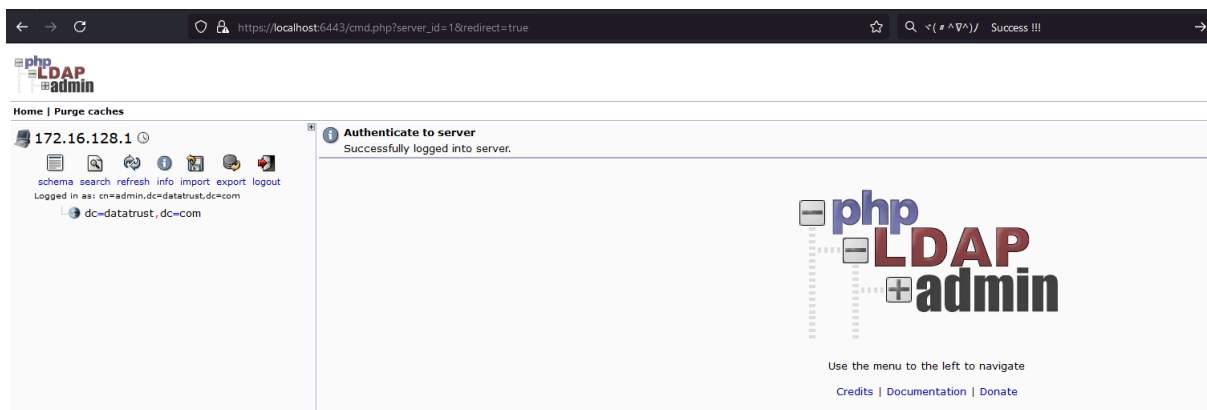 https://localhost:6443/cmd.php?server_id=1&redirect=true
ヾ(〃^∇^)ﾉ Success !!!
php
LDAP
admin
Home | Purge caches
172.16.128.1
schema search refresh info import export logout
Logged in as: cn=admin,dc=datatrust,dc=com
dc=datatrust,dc=com
Authenticate to server
Successfully logged into server.
php
LDAP
admin
Use the menu to the left to navigate
Credits | Documentation | Donate